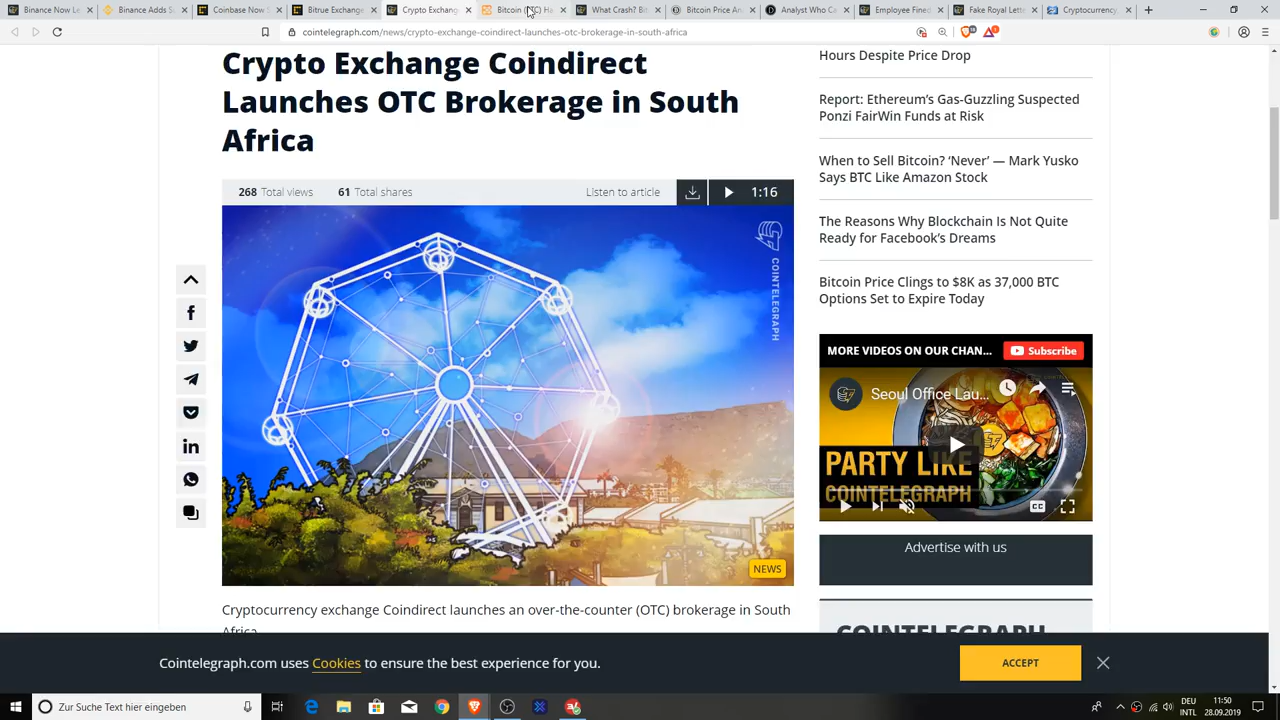 Binance Now Le
Binance Adds S
Coinbase Now
Bitrue Exchange
Crypto Exchang
Bitcoin
What Crash? Bit
Bitcoin Price An
Analyst Who Ca
Employee Fined
Fake Royal Lette
Cryptocurrency
cointelegraph.com/news/crypto-exchange-coindirect-launches-otc-brokerage-in-south-africa
Crypto Exchange Coindirect
Launches OTC Brokerage in South
Africa
268 Total views
61 Total shares
Listen to article
1:16
COINTELEGRAPH
NEWS
Cryptocurrency exchange Coindirect launches an over-the-counter (OTC) brokerage in South
Africa
Hours Despite Price Drop
Report: Ethereum’s Gas-Guzzling Suspected
Ponzi FairWin Funds at Risk
When to Sell Bitcoin? ‘Never’ — Mark Yusko
Says BTC Like Amazon Stock
The Reasons Why Blockchain Is Not Quite
Ready for Facebook’s Dreams
Bitcoin Price Clings to $8K as 37,000 BTC
Options Set to Expire Today
MORE VIDEOS ON OUR CHAN...
Subscribe
Seoul Office Lau...
PARTY LIKE
COINTELEGRAPH
CC
Advertise with us
COINTELEGRAPH
Cointelegraph.com uses Cookies to ensure the best experience for you.
ACCEPT
Zur Suche Text hier eingeben
DEU
INTL
11:50
28.09.2019